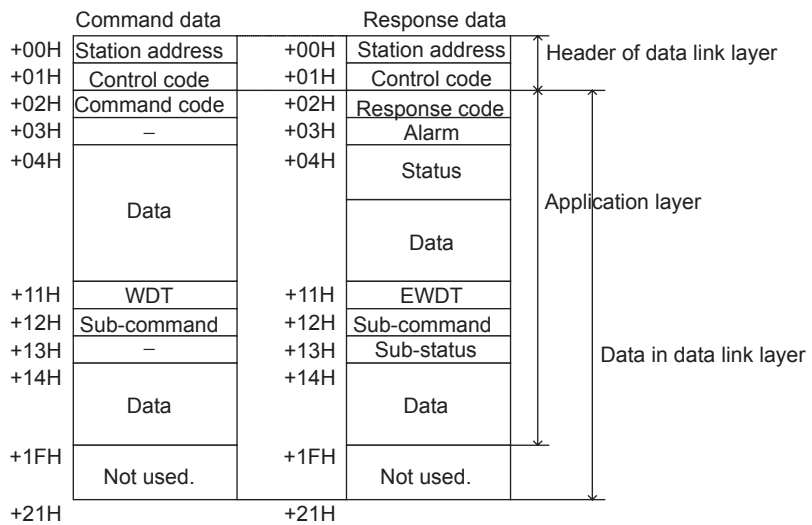 Command data Response data
+00H Station address +00H Station address Header of data link layer
+01H Control code +01H Control code
+02H Command code +02H Response code
+03H – +03H Alarm
+04H +04H Status
Data Application layer
Data
+11H WDT +11H EWDT
+12H Sub-command +12H Sub-command
+13H – +13H Sub-status Data in data link layer
+14H +14H
Data Data
+1FH +1FH
Not used. Not used.
+21H +21H